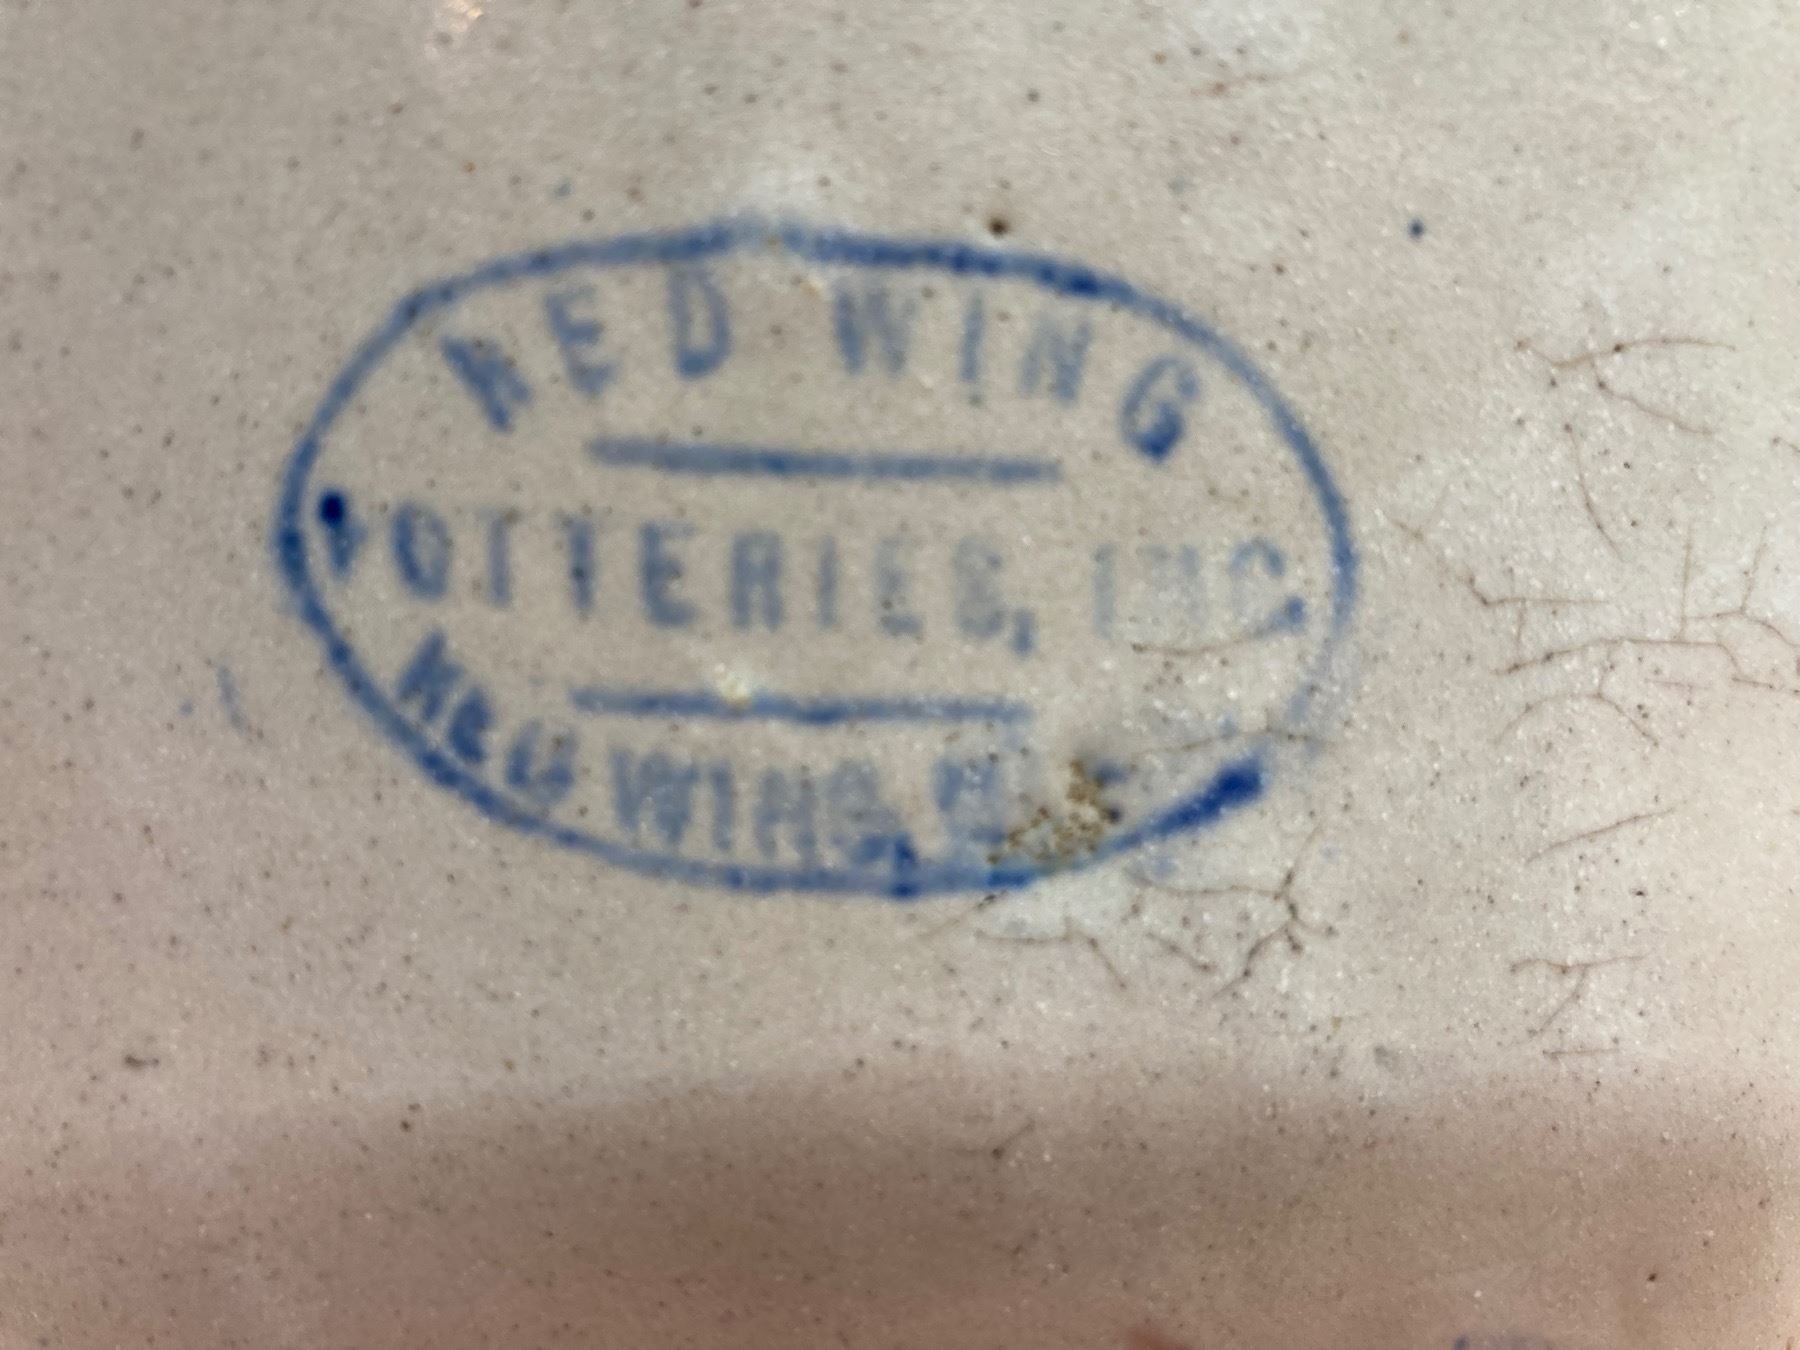 RED WING
POTTERIES, INC.
RED WING,